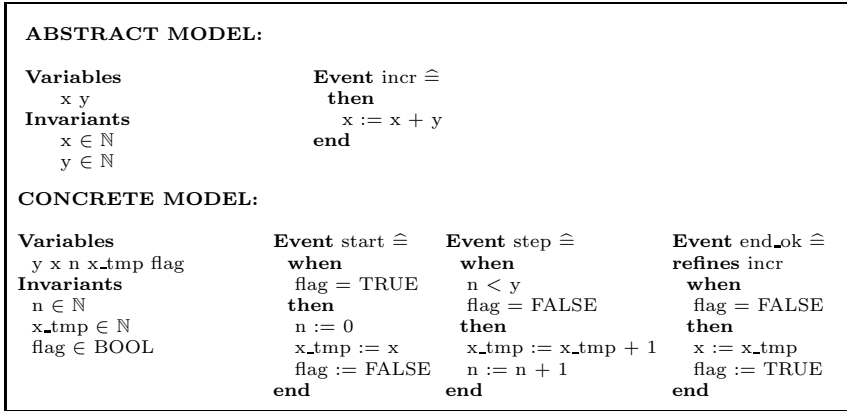 ABSTRACT MODEL:
Variables
x y
Invariants
x ∈ ℕ
y ∈ ℕ
Event incr ≙
then
x := x + y
end
CONCRETE MODEL:
Variables
y x n x_tmp flag
Invariants
n ∈ ℕ
x_tmp ∈ ℕ
flag ∈ BOOL
Event start ≙
when
flag = TRUE
then
n := 0
x_tmp := x
flag := FALSE
end
Event step ≙
when
n < y
flag = FALSE
then
x_tmp := x_tmp + 1
n := n + 1
end
Event end_ok ≙
refines incr
when
flag = FALSE
then
x := x_tmp
flag := TRUE
end